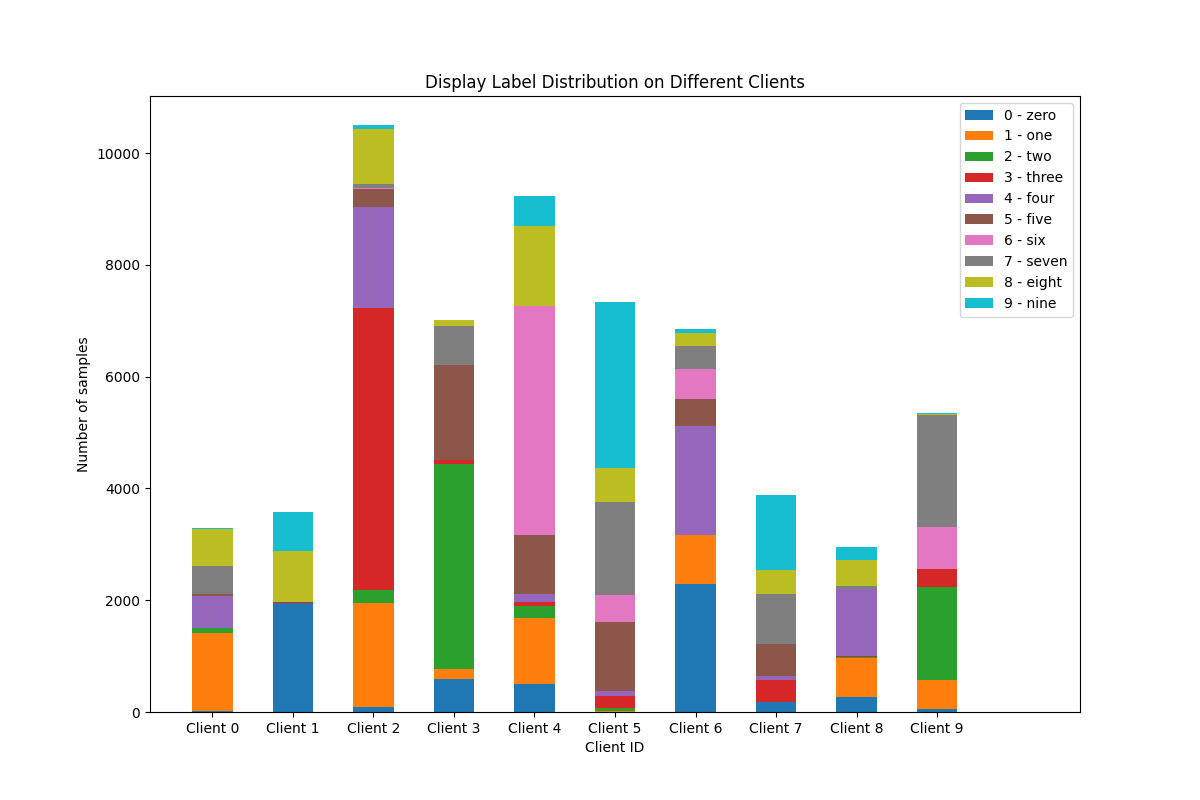 Display Label Distribution on Different Clients
Number of samples
10000
8000
6000
4000
2000
0
0 - zero
1 - one
2 - two
3 - three
4 - four
5 - five
6 - six
7 - seven
8 - eight
9 - nine
Client 0 Client 1 Client 2 Client 3 Client 4 Client 5 Client 6 Client 7 Client 8 Client 9
Client ID